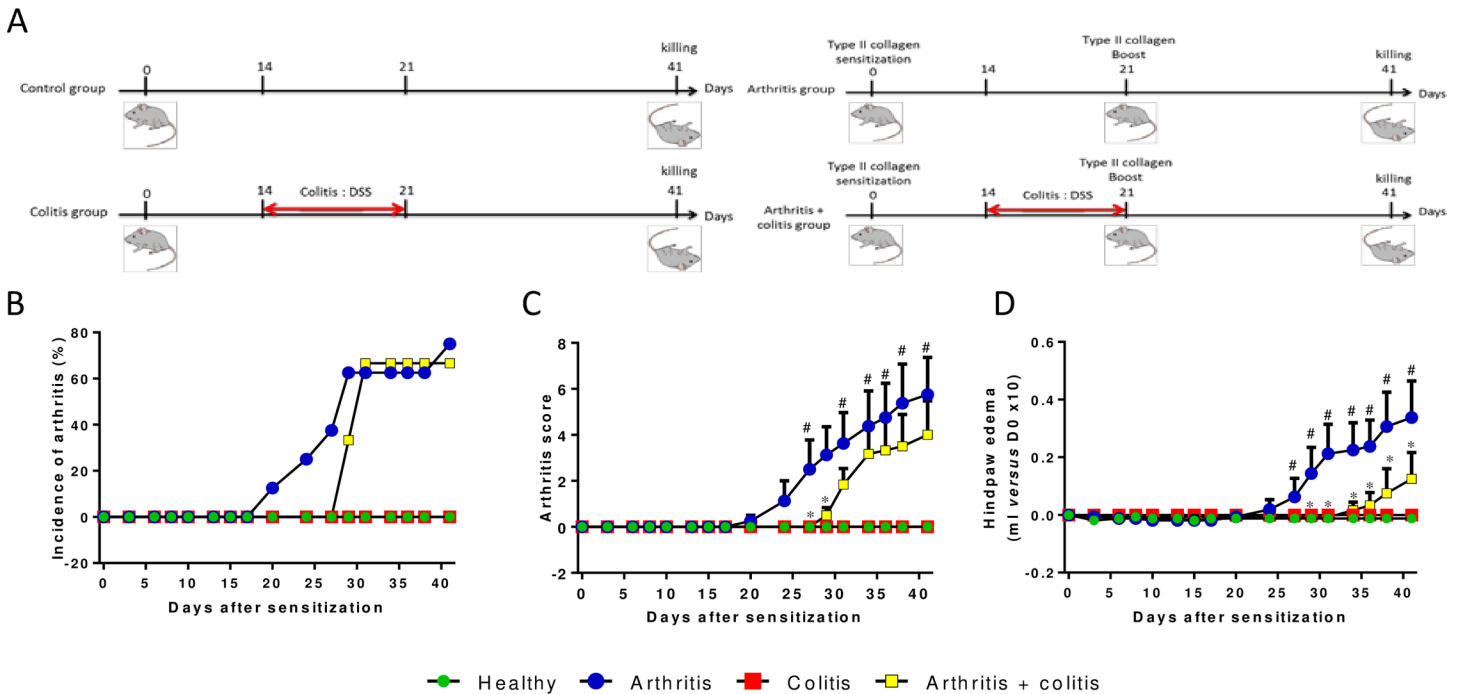 A
killing
0 14 21 41
Control group
Days
Type II collagen
sensitization
Type II collagen
Boost
killing
0 14 21 41
Arthritis group
Days
killing
0 14 Colitis : DSS 21 41
Colitis group
Days
Type II collagen
sensitization
Type II collagen
Boost
killing
0 14 Colitis : DSS 21 41
Arthritis +
colitis group
Days
B
Incidence of arthritis (%)
80
60
40
20
0
-20
0 5 10 15 20 25 30 35 40
Days after sensitization
C
Arthritis score
8
6
4
2
0
-2
# # # # # #
* *
0 5 10 15 20 25 30 35 40
Days after sensitization
D
Hindpaw edema
(ml versus D0 x10)
0.6
0.4
0.2
0.0
-0.2
# # # # # # #
* * * * * *
0 5 10 15 20 25 30 35 40
Days after sensitization
Healthy Arthritis Colitis Arthritis + colitis